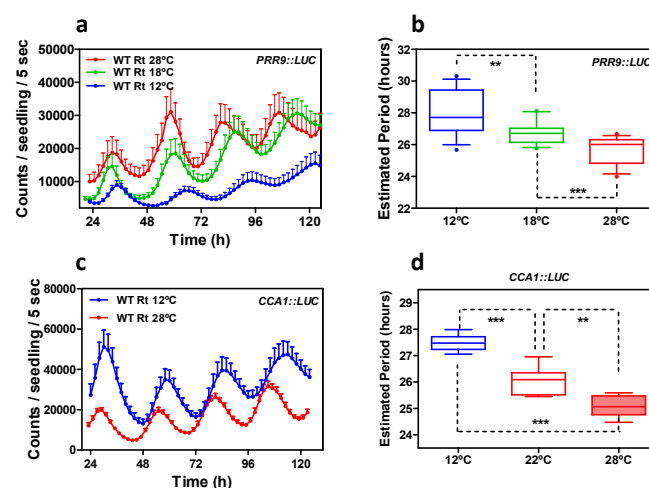 a
50000
40000
30000
20000
10000
Counts / seedling / 5 sec
WT Rt 28ºC
WT Rt 18ºC
WT Rt 12ºC
PRR9::LUC
24 48 72 96 120
Time (h)
b
32
30
28
26
24
22
Estimated Period (hours)
PRR9::LUC
**
***
12ºC 18ºC 28ºC
c
80000
60000
40000
20000
0
Counts / seedling / 5 sec
WT Rt 12ºC
WT Rt 28ºC
CCA1::LUC
24 48 72 96 120
Time (h)
d
CCA1::LUC
29
28
27
26
25
24
Estimated Period (hours)
***
**
***
12ºC 22ºC 28ºC